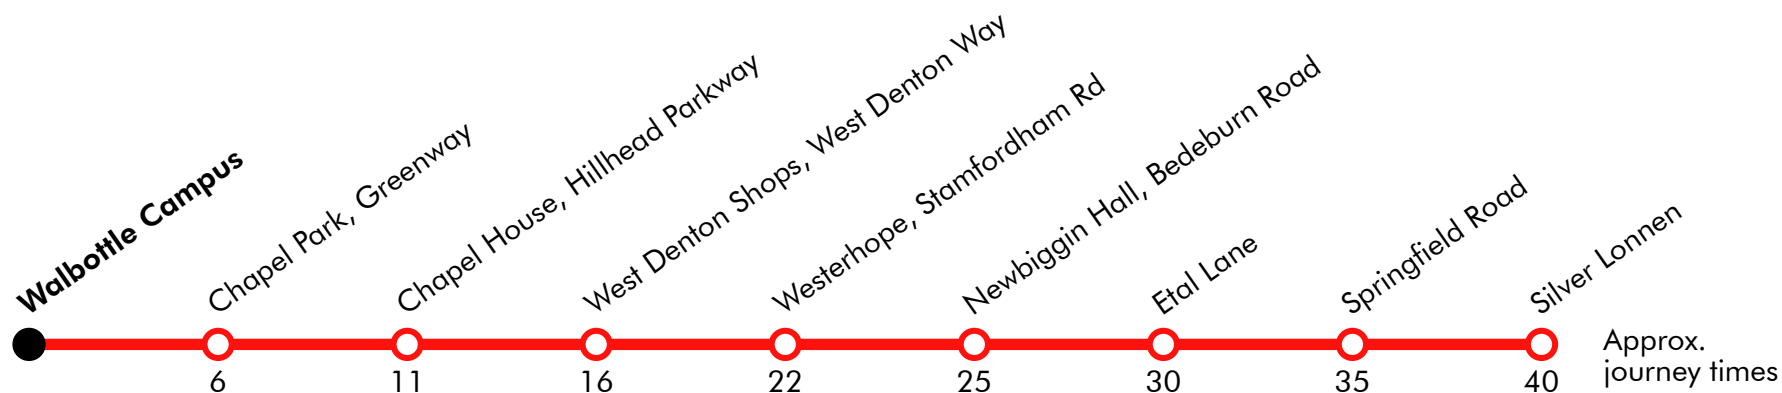 Walbottle Campus
Chapel Park, Greenway
Chapel House, Hillhead Parkway
West Denton Shops, West Denton Way
Westerhope, Stamfordham Rd
Newbiggin Hall, Bedeburn Road
Etal Lane
Springfield Road
Silver Lonnen
6
11
16
22
25
30
35
40
Approx.
journey times